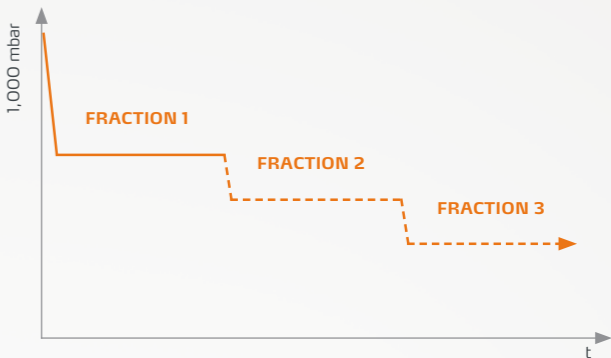 1,000 mbar
FRACTION 1
FRACTION 2
FRACTION 3
t